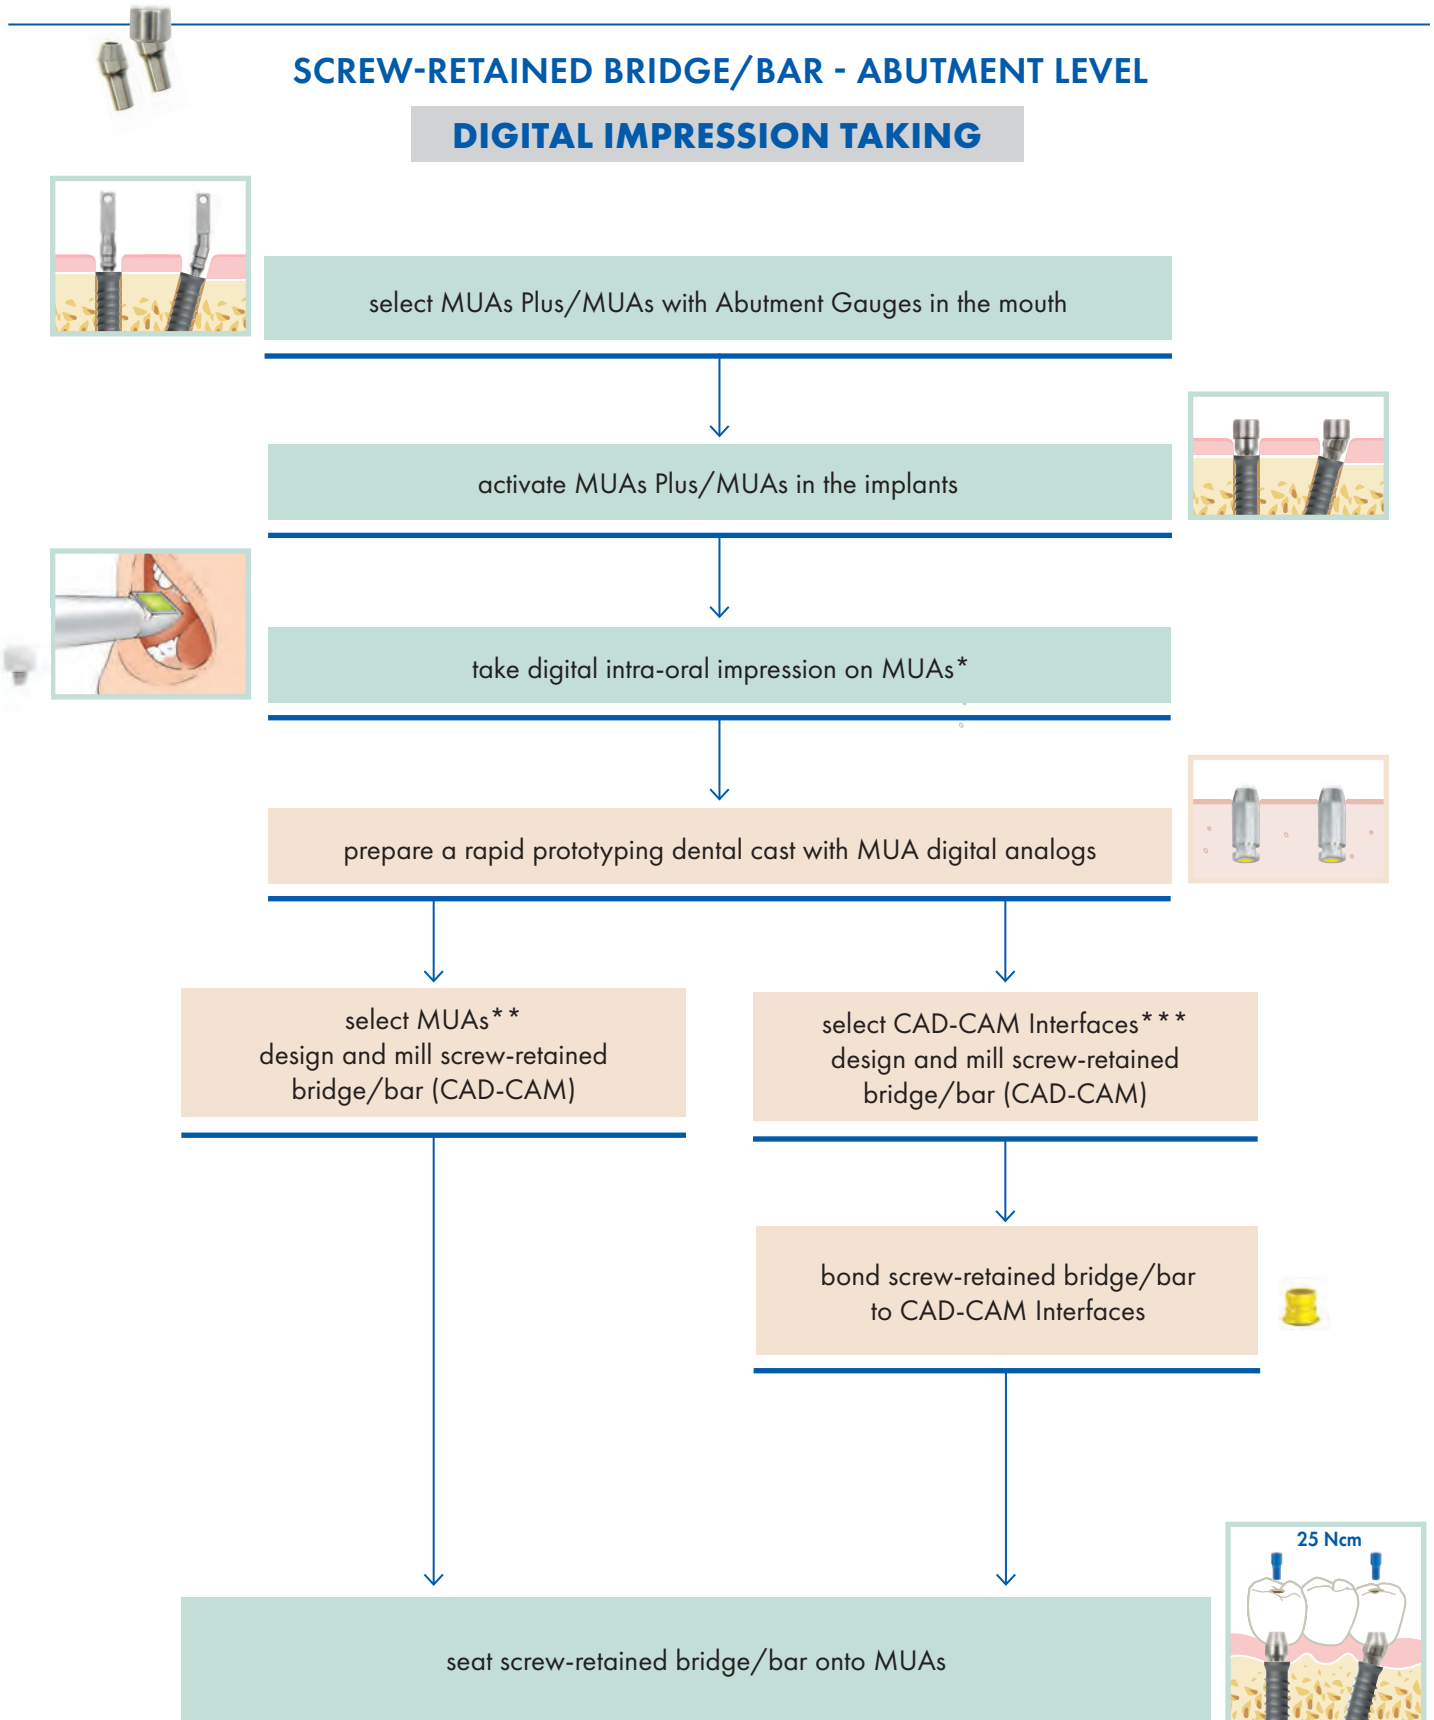 SCREW-RETAINED BRIDGE/BAR - ABUTMENT LEVEL
DIGITAL IMPRESSION TAKING
select MUAs Plus/MUAs with Abutment Gauges in the mouth
activate MUAs Plus/MUAs in the implants
take digital intra-oral impression on MUAs*
prepare a rapid prototyping dental cast with MUA digital analogs
select MUAs**
design and mill screw-retained
bridge/bar (CAD-CAM)
select CAD-CAM Interfaces***
design and mill screw-retained
bridge/bar (CAD-CAM)
bond screw-retained bridge/bar
to CAD-CAM Interfaces
25 Ncm
seat screw-retained bridge/bar onto MUAs